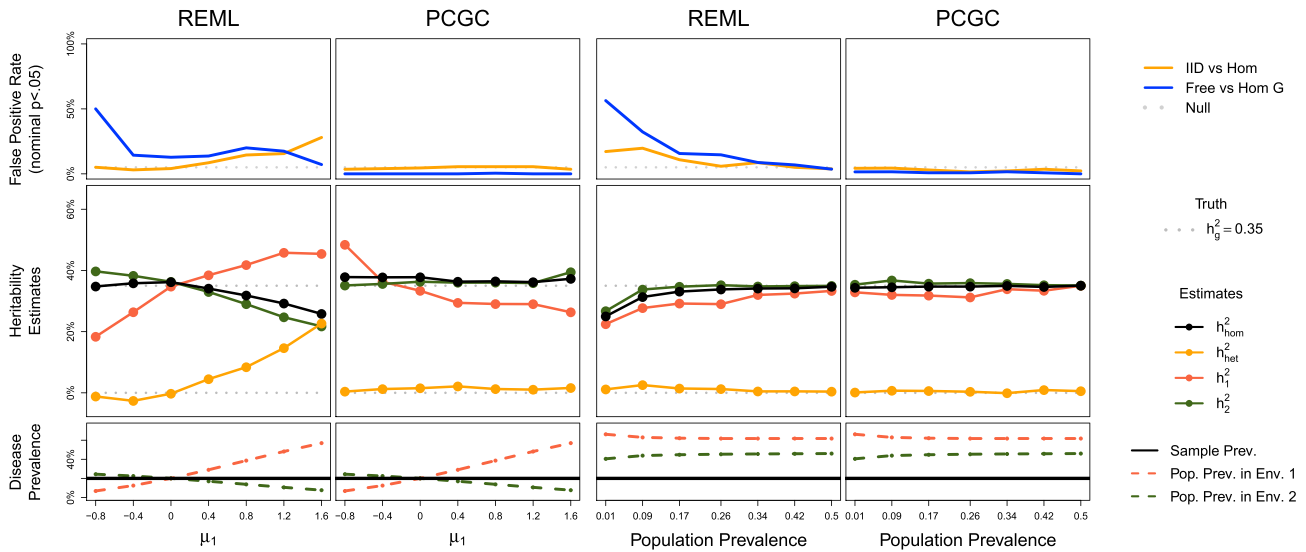 REML
PCGC
REML
PCGC
False Positive Rate
(nominal p<.05)
0%
50%
100%
IID vs Hom
Free vs Hom G
Null
Heritability
Estimates
0%
20%
40%
60%
Truth
h²g = 0.35
Estimates
h²hom
h²het
h²1
h²2
Disease
Prevalence
0%
40%
Sample Prev.
Pop. Prev. in Env. 1
Pop. Prev. in Env. 2
−0.8 −0.4 0 0.4 0.8 1.2 1.6
−0.8 −0.4 0 0.4 0.8 1.2 1.6
0.01 0.09 0.17 0.26 0.34 0.42 0.5
0.01 0.09 0.17 0.26 0.34 0.42 0.5
μ1
μ1
Population Prevalence
Population Prevalence